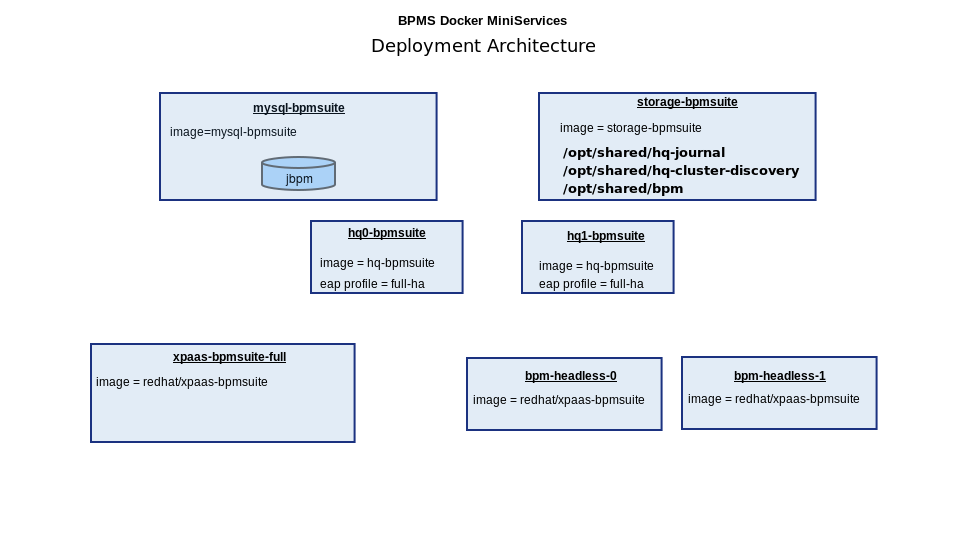 BPMS Docker MiniServices
Deployment Architecture
mysql-bpmsuite
image=mysql-bpmsuite
jbpm
storage-bpmsuite
image = storage-bpmsuite
/opt/shared/hq-journal
/opt/shared/hq-cluster-discovery
/opt/shared/bpm
hq0-bpmsuite
image = hq-bpmsuite
eap profile = full-ha
hq1-bpmsuite
image = hq-bpmsuite
eap profile = full-ha
xpaas-bpmsuite-full
image = redhat/xpaas-bpmsuite
bpm-headless-0
image = redhat/xpaas-bpmsuite
bpm-headless-1
image = redhat/xpaas-bpmsuite